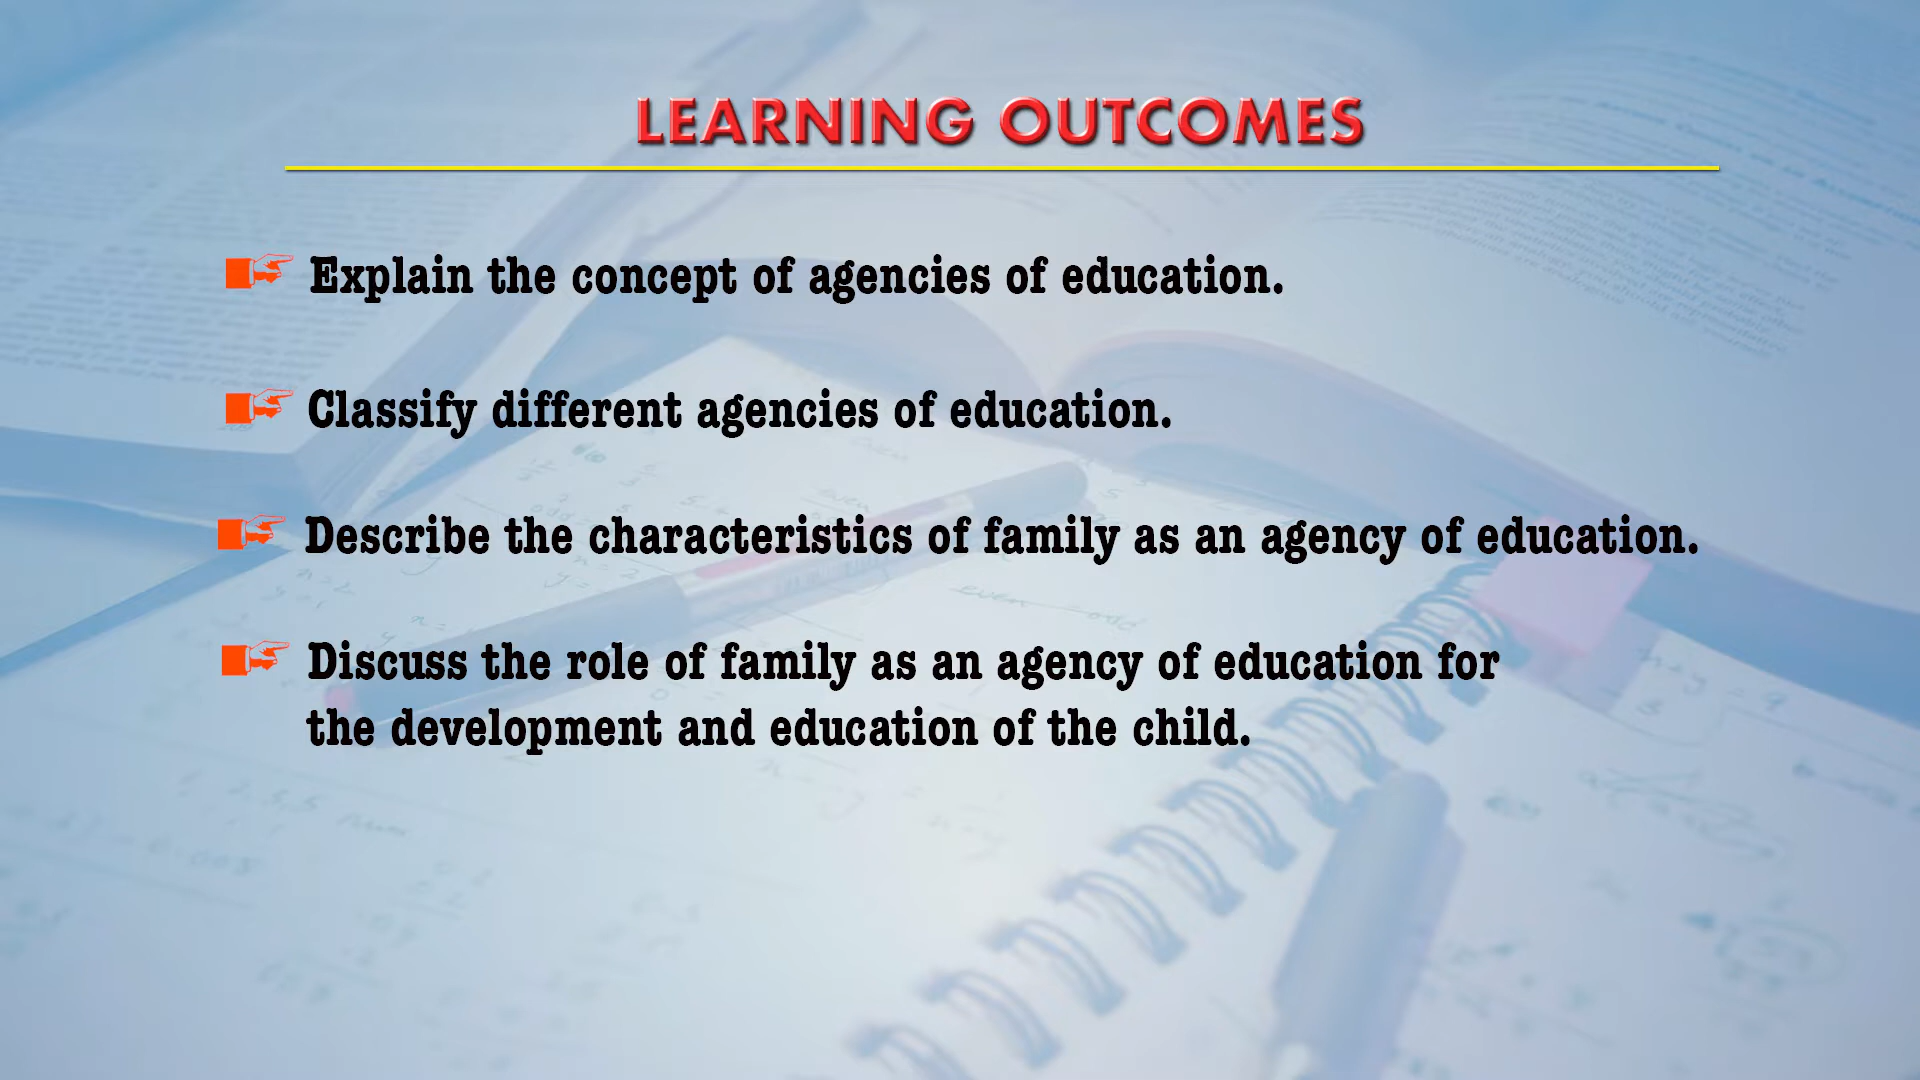 LEARNING OUTCOMES
Explain the concept of agencies of education.
Classify different agencies of education.
Describe the characteristics of family as an agency of education.
Discuss the role of family as an agency of education for
the development and education of the child.